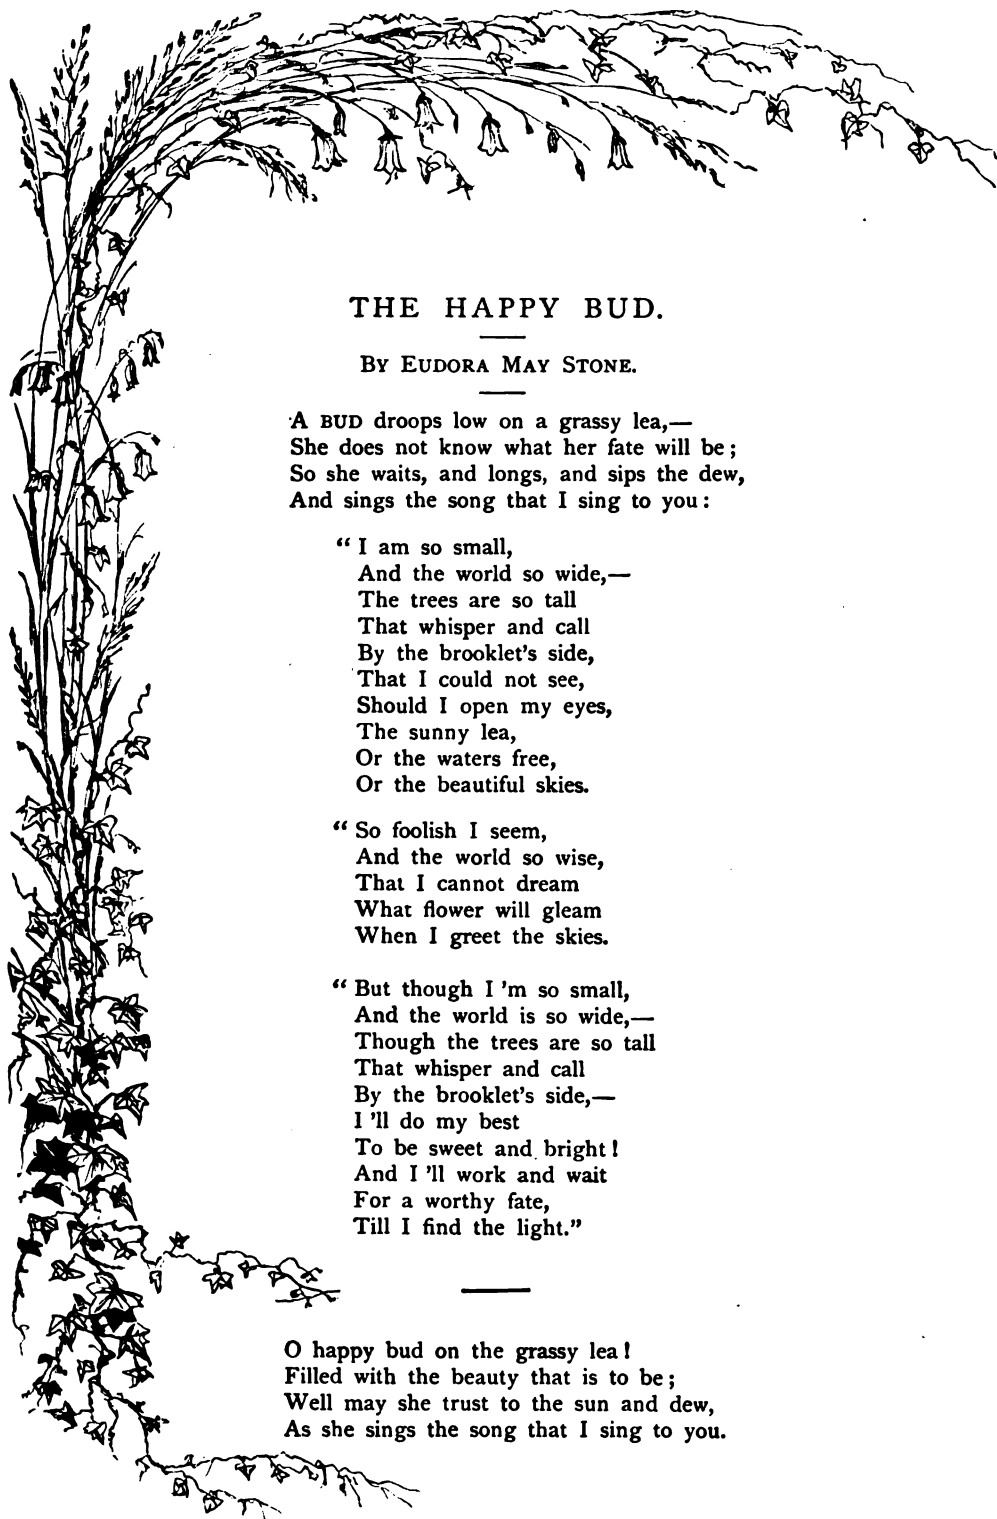 THE HAPPY BUD.
BY EUDORA MAY STONE.
A BUD droops low on a grassy lea,—
She does not know what her fate will be;
So she waits, and longs, and sips the dew,
And sings the song that I sing to you:
“ I am so small,
And the world so wide,—
The trees are so tall
That whisper and call
By the brooklet's side,
That I could not see,
Should I open my eyes,
The sunny lea,
Or the waters free,
Or the beautiful skies.
“ So foolish I seem,
And the world so wise,
That I cannot dream
What flower will gleam
When I greet the skies.
“ But though I 'm so small,
And the world is so wide,—
Though the trees are so tall
That whisper and call
By the brooklet's side,—
I 'll do my best
To be sweet and bright!
And I 'll work and wait
For a worthy fate,
Till I find the light.”
O happy bud on the grassy lea!
Filled with the beauty that is to be;
Well may she trust to the sun and dew,
As she sings the song that I sing to you.